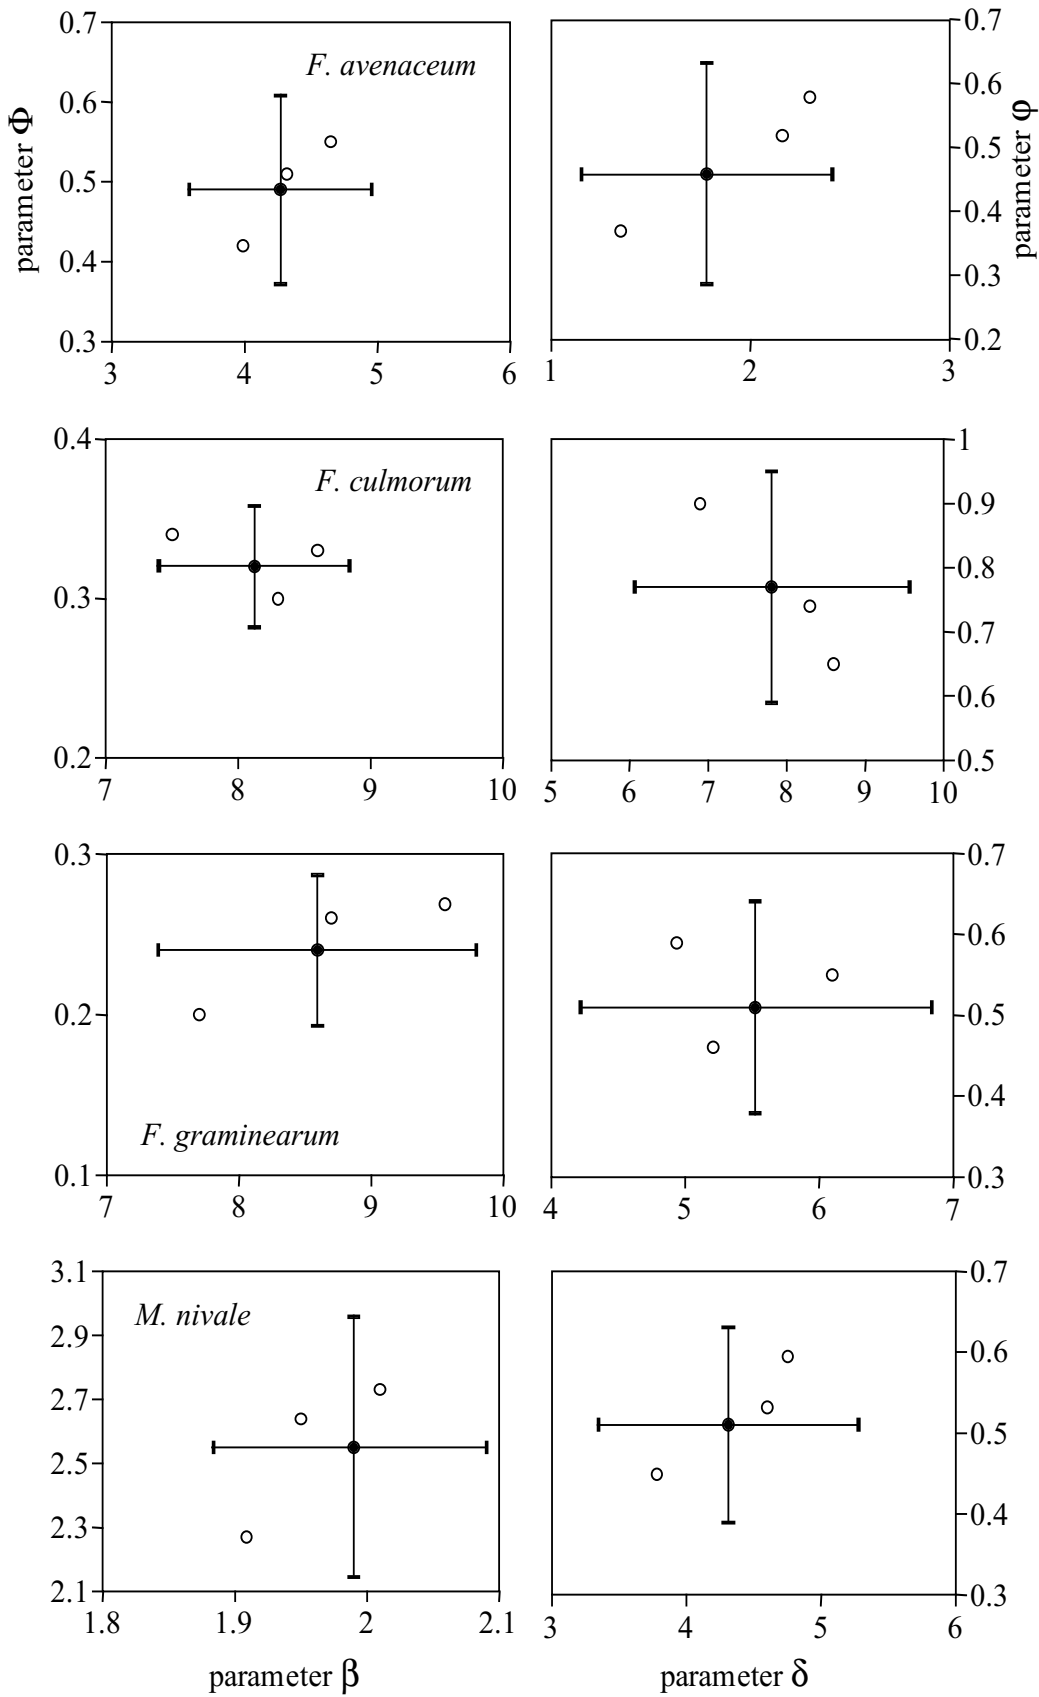 0.7
0.6
0.5
0.4
0.3
3 4 5 6
parameter Φ
F. avenaceum
0.7
0.6
0.5
0.4
0.3
0.2
1 2 3
parameter φ
0.4
0.3
0.2
7 8 9 10
F. culmorum
1
0.9
0.8
0.7
0.6
0.5
5 6 7 8 9 10
0.3
0.2
0.1
7 8 9 10
F. graminearum
0.7
0.6
0.5
0.4
0.3
4 5 6 7
3.1
2.9
2.7
2.5
2.3
2.1
1.8 1.9 2 2.1
M. nivale
parameter β
0.7
0.6
0.5
0.4
0.3
3 4 5 6
parameter δ